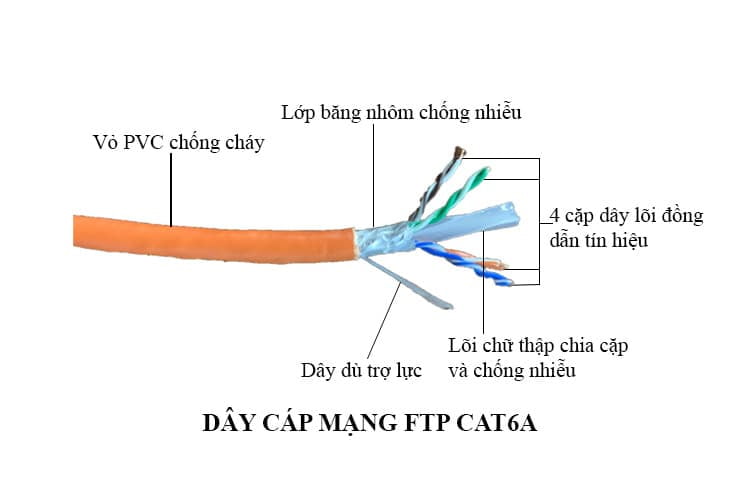 Lớp băng nhôm chống nhiễu
Vỏ PVC chống cháy
4 cặp dây lõi đồng
dẫn tín hiệu
Lõi chữ thập chia cặp
và chống nhiễu
Dây dù trợ lực
DÂY CÁP MẠNG FTP CAT6A